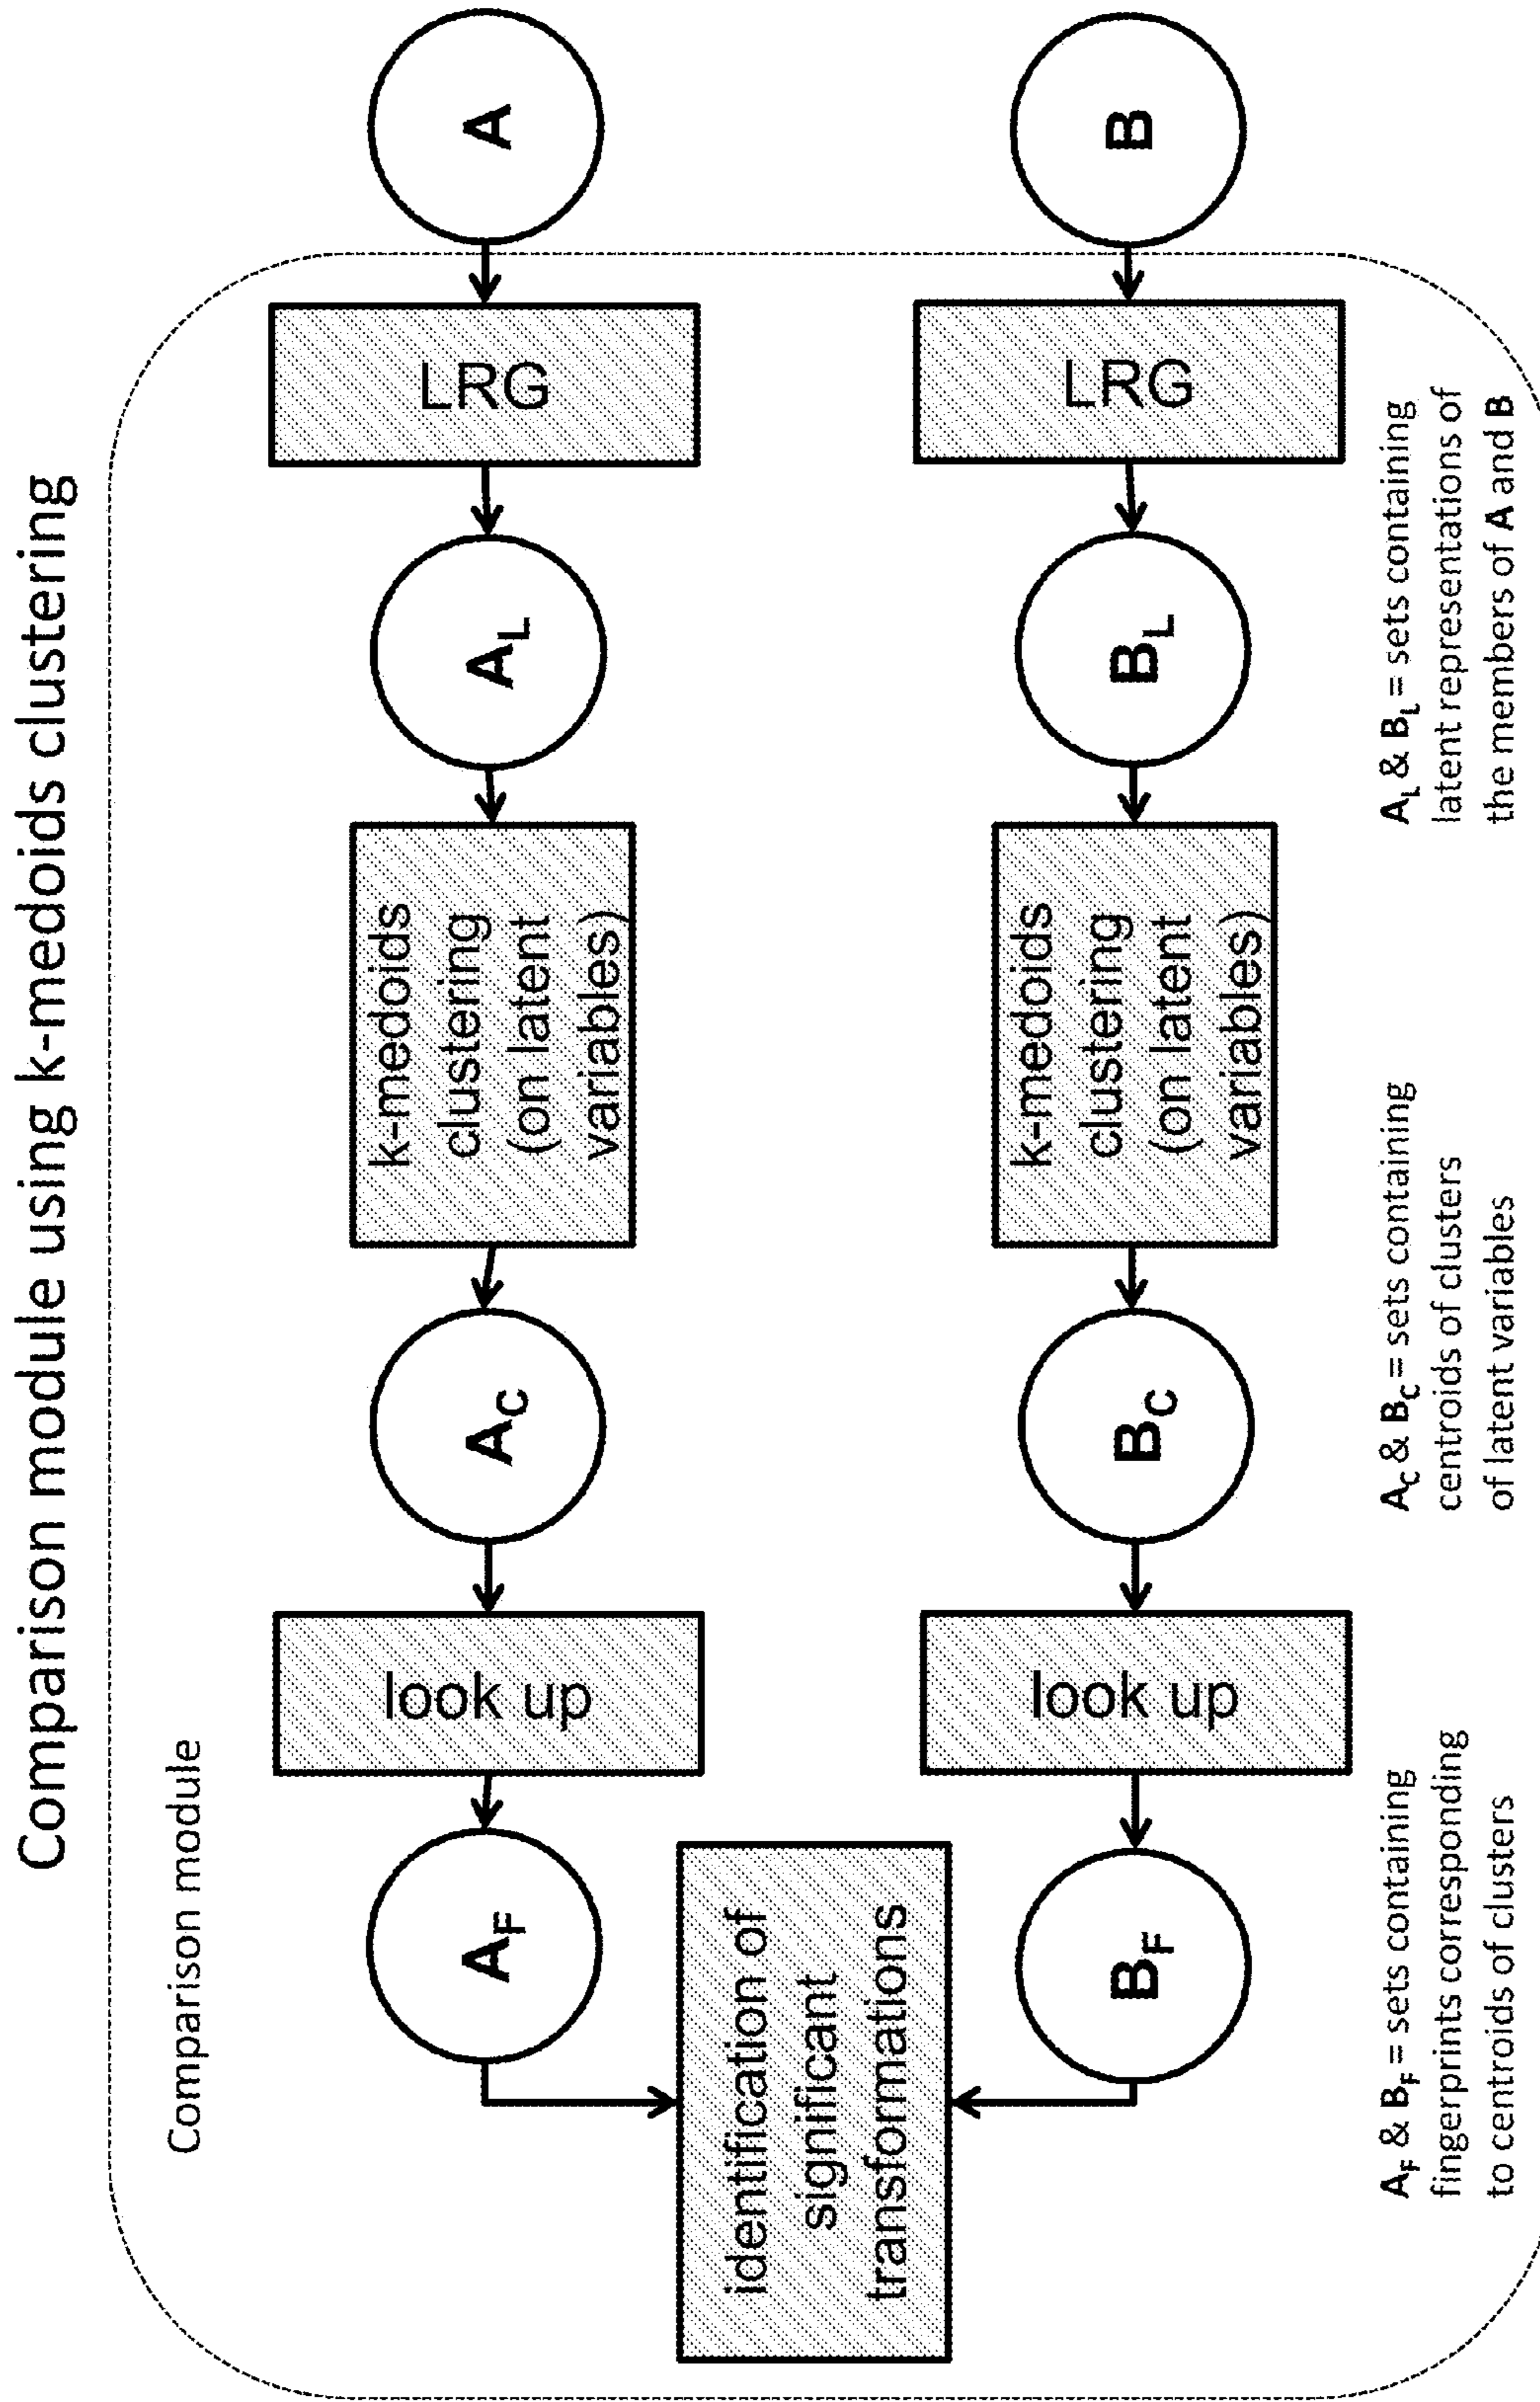 Comparison module using k-medoids clustering
Comparison module
A
LRG
A_L
k-medoids
clustering
(on latent
variables)
A_C
look up
A_F
identification of
significant
transformations
B
LRG
B_L
k-medoids
clustering
(on latent
variables)
B_C
look up
B_F
A_F & B_F = sets containing
fingerprints corresponding
to centroids of clusters
A_C & B_C = sets containing
centroids of clusters
of latent variables
A_L & B_L = sets containing
latent representations of
the members of A and B